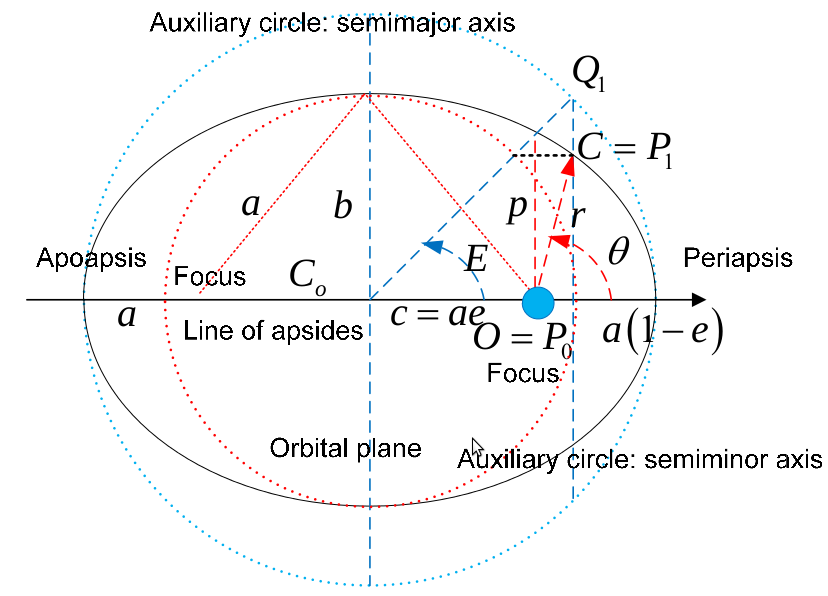 Auxiliary circle: semimajor axis
Q₁
C = P₁
a
b
p
r
Apoapsis
Focus
C₀
E
θ
Periapsis
a
Line of apsides
c = ae
O = P₀
a(1−e)
Focus
Orbital plane
Auxiliary circle: semiminor axis